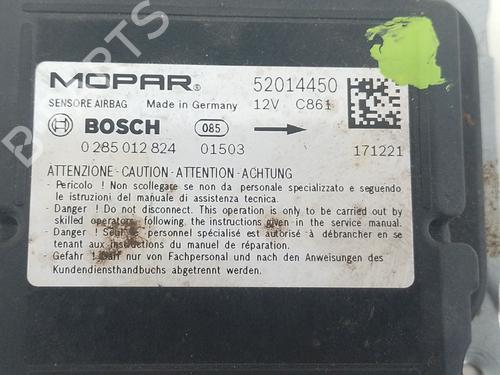 MOPAR® 52014450
SENSORE AIRBAG Made in Germany 12V C861
BOSCH 085
0 285 012 824 01503 171221
ATTENZIONE-CAUTION-ATTENTION-ACHTUNG
- Pericolo ! Non scollegare se non da personale specializzato e seguendo
le istruzioni del manuale di assistenza tecnica.
- Danger ! Do not disconnect. This operation is only to be carried out by
skilled operators following the instructions given in the service manual.
- Danger ! Seul de personnel spécialisé est autorisé à débrancher en se
tenant aux instructions du manuel de réparation.
- Gefahr ! Darf nur von Fachpersonal und nach den Anweisungen des
Kundendiensthandbuchs abgetrennt werden.